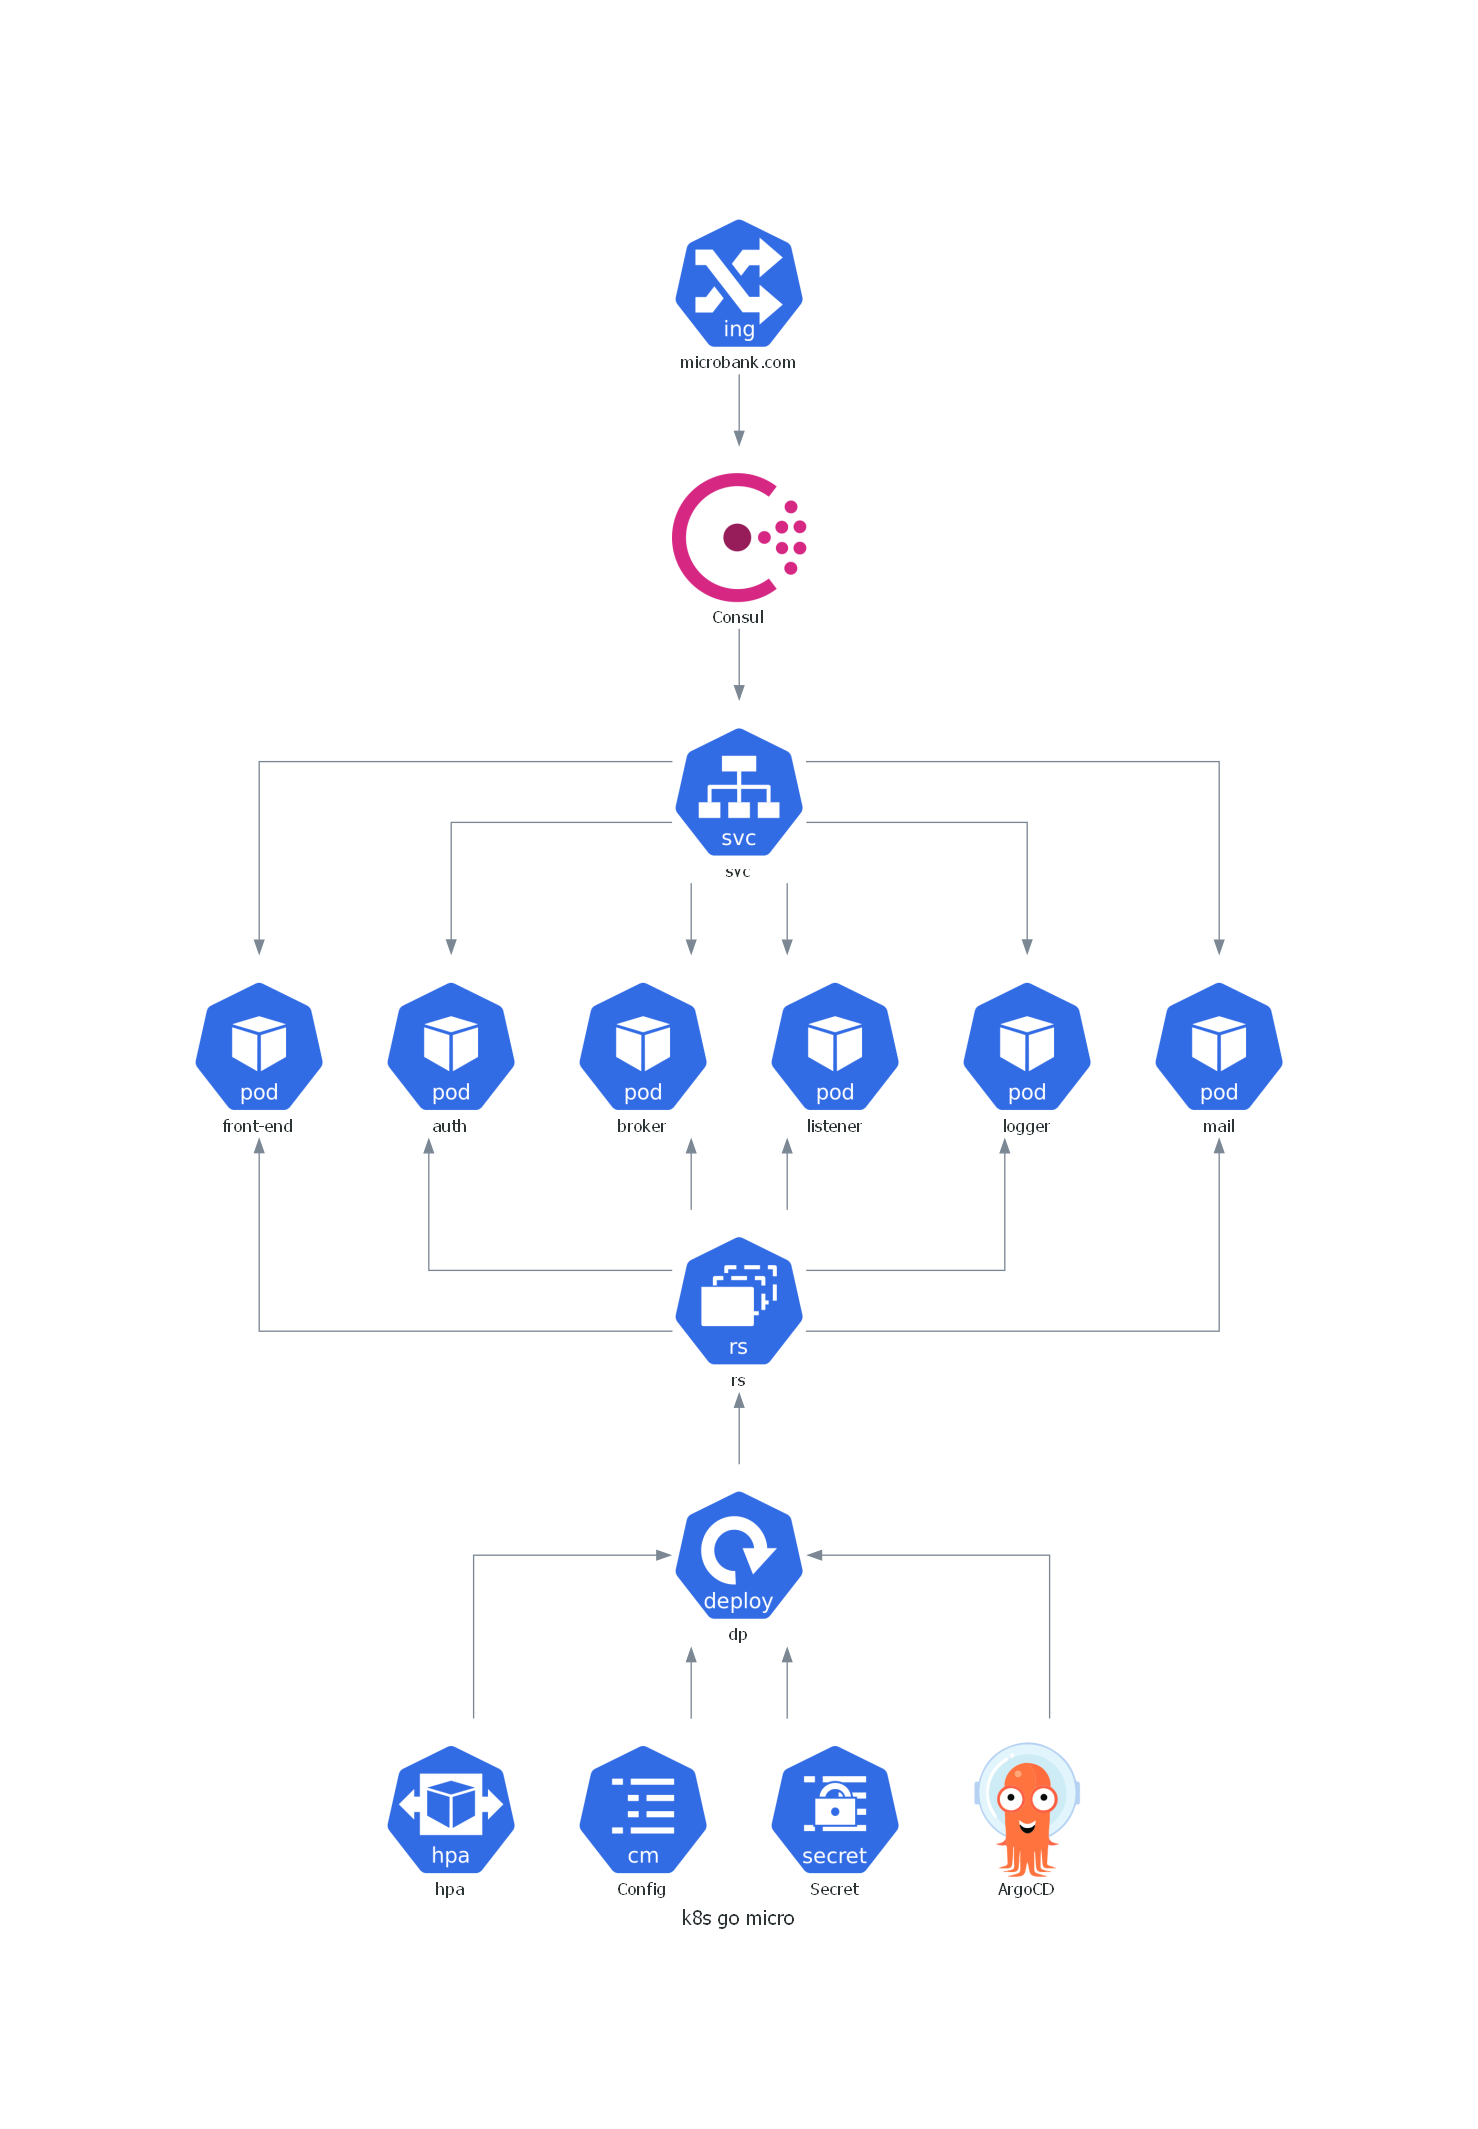 ing
microbank.com
Consul
svc
svc
pod pod pod pod pod pod
front-end auth broker listener logger mail
rs
rs
deploy
dp
hpa cm secret
hpa Config Secret ArgoCD
k8s go micro